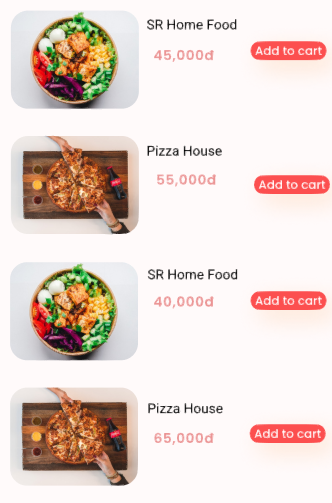 SR Home Food
45,000đ
Add to cart
Pizza House
55,000đ
Add to cart
SR Home Food
40,000đ
Add to cart
Pizza House
65,000đ
Add to cart